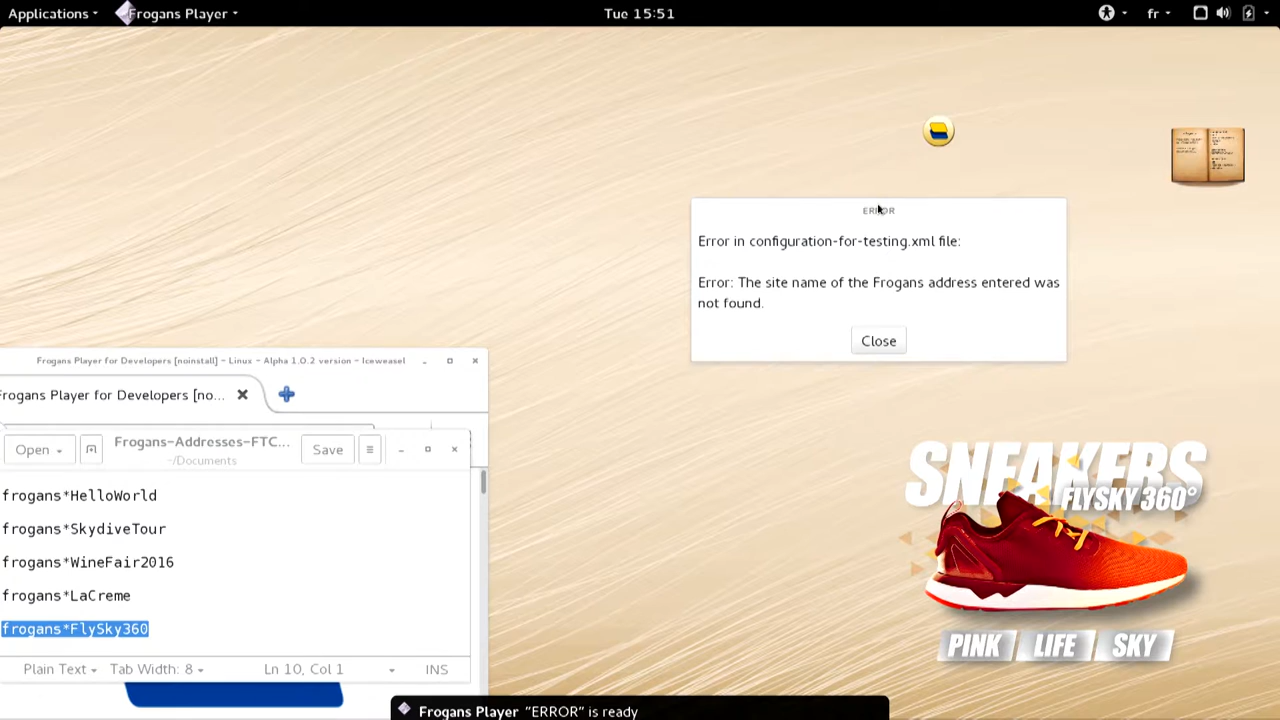 Applications Frogans Player Tue 15:51 fr
ERROR
Error in configuration-for-testing.xml file:
Error: The site name of the Frogans address entered was
not found.
Close
Frogans Player for Developers [noinstall] - Linux - Alpha 1.0.2 version - Iceweasel
Frogans Player for Developers [no...
Open Frogans-Addresses-FTC... Save
~/Documents
frogans*HelloWorld
frogans*SkydiveTour
frogans*WineFair2016
frogans*LaCreme
frogans*FlySky360
Plain Text Tab Width: 8 Ln 10, Col 1 INS
SNEAKERS
FLYSKY 360°
PINK LIFE SKY
Frogans Player "ERROR" is ready